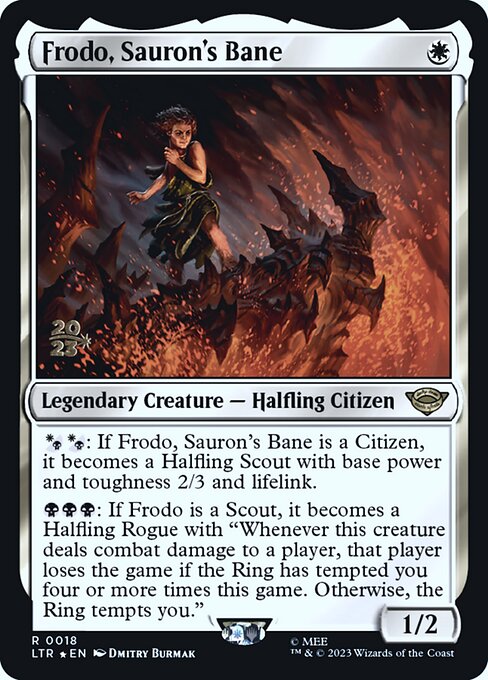 Frodo, Sauron's Bane
20
23
Legendary Creature — Halfling Citizen
: If Frodo, Sauron's Bane is a Citizen,
it becomes a Halfling Scout with base power
and toughness 2/3 and lifelink.
: If Frodo is a Scout, it becomes a
Halfling Rogue with “Whenever this creature
deals combat damage to a player, that player
loses the game if the Ring has tempted you
four or more times this game. Otherwise, the
Ring tempts you.”
1/2
R 0018
LTR ★ EN Dmitry Burmak
© MEE
™ & © 2023 Wizards of the Coast